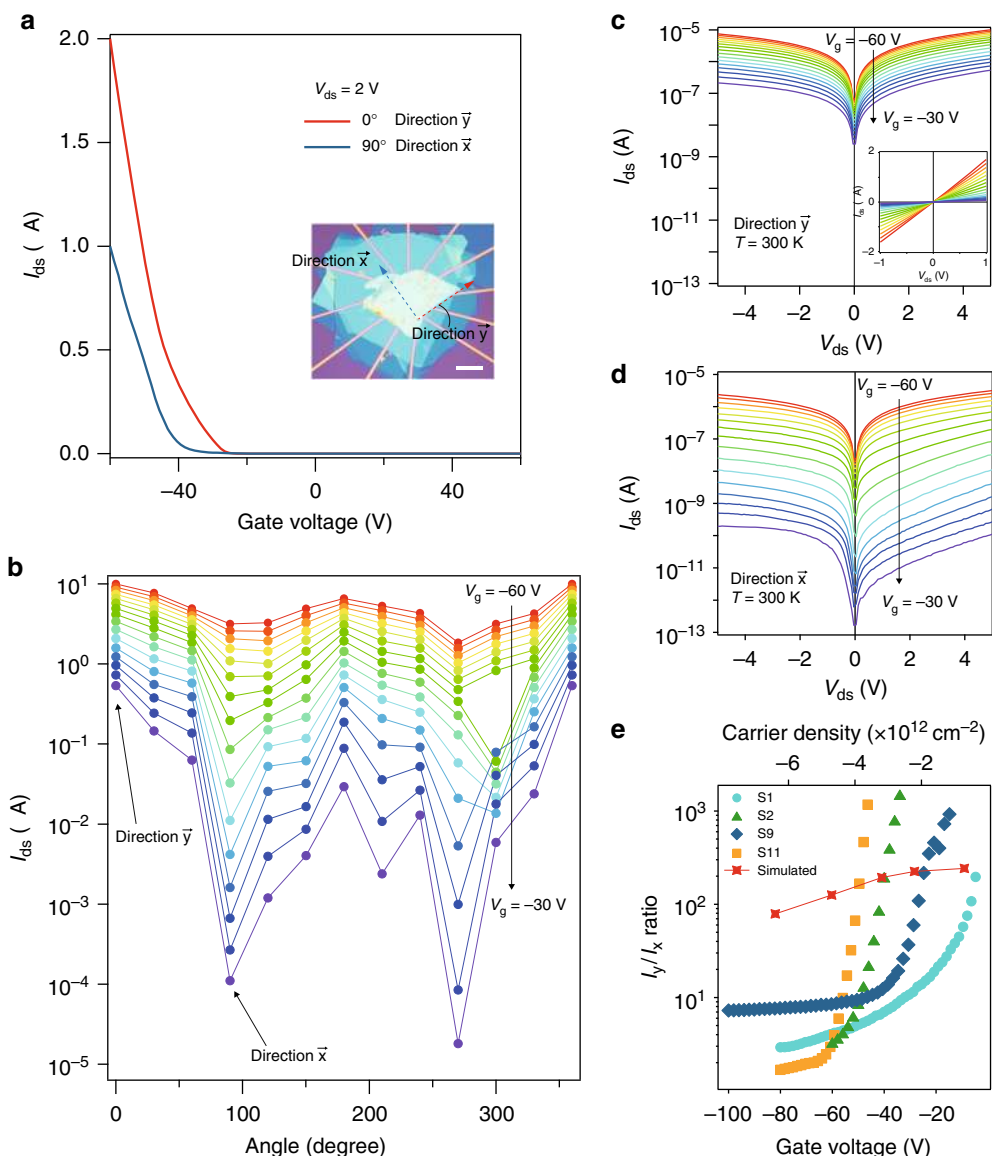 a
2.0
1.5
1.0
0.5
0.0
I_ds ( A)
V_ds = 2 V
0° Direction y⃗
90° Direction x⃗
Direction x⃗
Direction y⃗
−40
0
40
Gate voltage (V)
b
10^1
10^0
10^−1
10^−2
10^−3
10^−4
10^−5
I_ds ( A)
V_g = −60 V
Direction y⃗
V_g = −30 V
Direction x⃗
0
100
200
300
Angle (degree)
c
10^−5
10^−7
10^−9
10^−11
10^−13
I_ds (A)
V_g = −60 V
V_g = −30 V
Direction y⃗
T = 300 K
2
0
−2
I_ds ( A)
−1
0
1
V_ds (V)
−4
−2
0
2
4
V_ds (V)
d
10^−5
10^−7
10^−9
10^−11
10^−13
I_ds (A)
V_g = −60 V
Direction x⃗
T = 300 K
V_g = −30 V
−4
−2
0
2
4
V_ds (V)
e
Carrier density (×10^12 cm^−2)
−6
−4
−2
10^3
10^2
10^1
I_y/I_x ratio
S1
S2
S9
S11
Simulated
−100
−80
−60
−40
−20
Gate voltage (V)